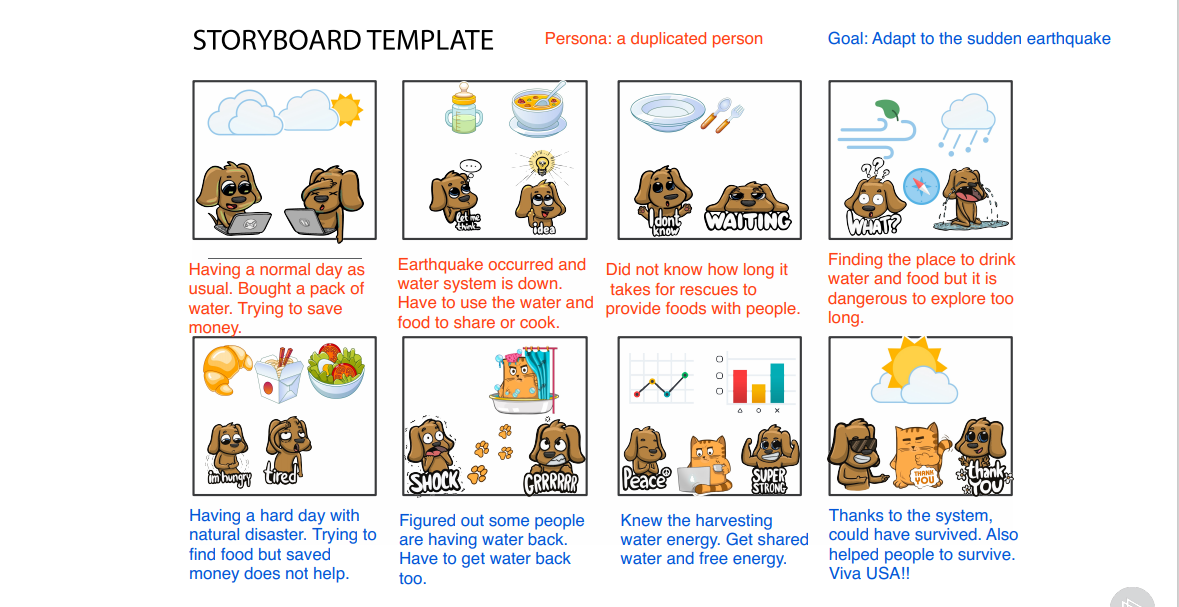 STORYBOARD TEMPLATE
Persona: a duplicated person
Goal: Adapt to the sudden earthquake
let me
think...
idea
I dont
know
WAITING
WHAT?
Having a normal day as
usual. Bought a pack of
water. Trying to save
money.
Earthquake occurred and
water system is down.
Have to use the water and
food to share or cook.
Did not know how long it
takes for rescues to
provide foods with people.
Finding the place to drink
water and food but it is
dangerous to explore too
long.
im hungry
tired
SHOCK
GRRRRRR
Peace
SUPER
STRONG
THANK
YOU
thank
YOU
Having a hard day with
natural disaster. Trying to
find food but saved
money does not help.
Figured out some people
are having water back.
Have to get water back
too.
Knew the harvesting
water energy. Get shared
water and free energy.
Thanks to the system,
could have survived. Also
helped people to survive.
Viva USA!!